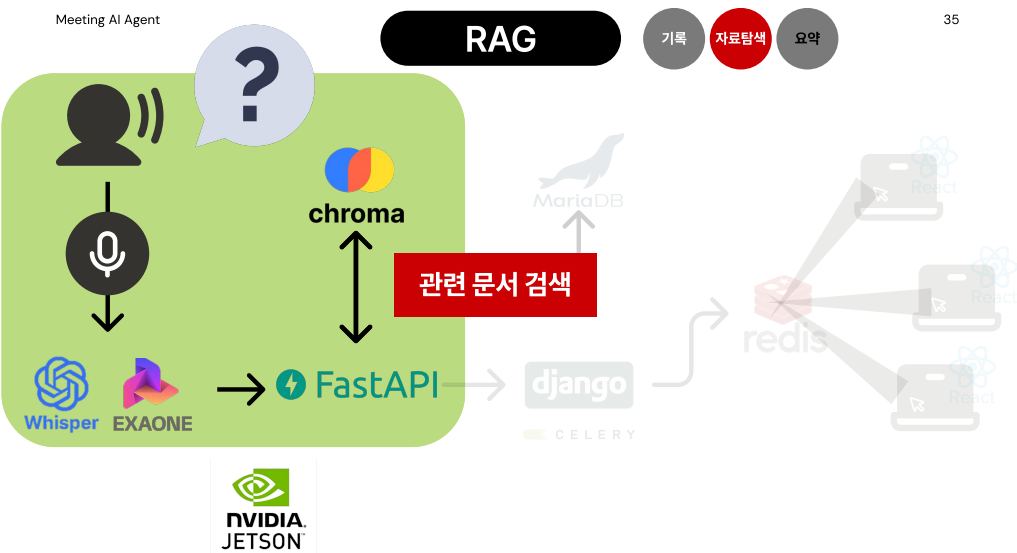 Meeting AI Agent
RAG
기록
자료탐색
요약
35
?
chroma
MariaDB
React
관련 문서 검색
React
redis
Whisper
EXAONE
FastAPI
django
React
CELERY
NVIDIA.
JETSON™